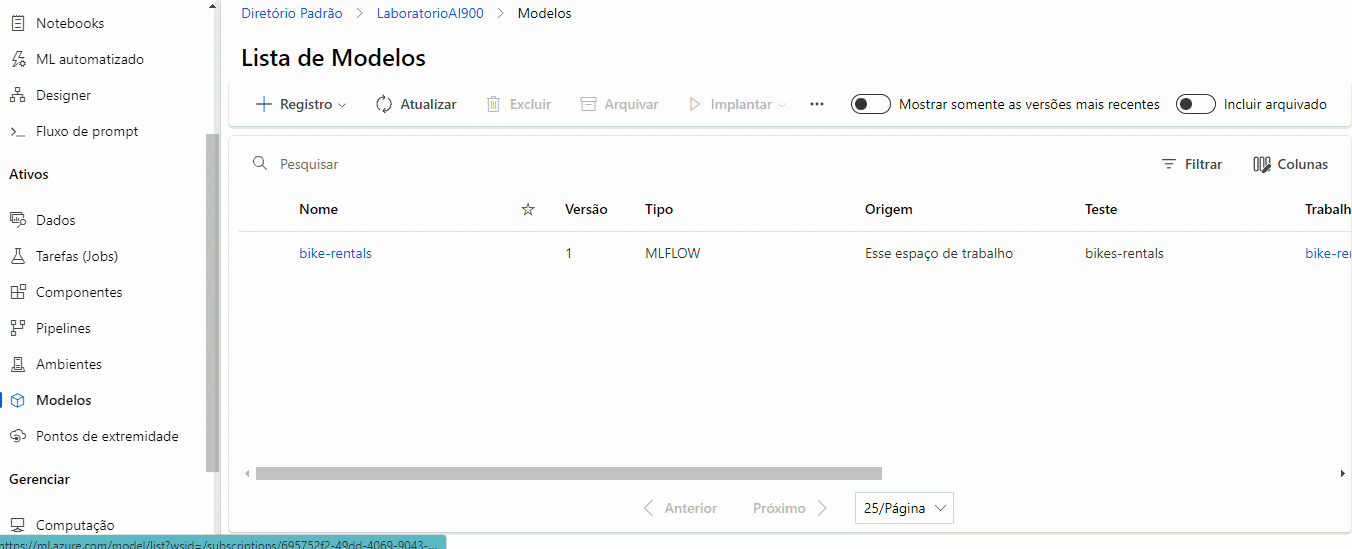 Notebooks
ML automatizado
Designer
Fluxo de prompt
Ativos
Dados
Tarefas (Jobs)
Componentes
Pipelines
Ambientes
Modelos
Pontos de extremidade
Gerenciar
Computação
https://ml.azure.com/model/list?wsid=/subscriptions/695752f2-49dd-4069-9043-...
Diretório Padrão > LaboratorioAI900 > Modelos
Lista de Modelos
Registro Atualizar Excluir Arquivar Implantar ... Mostrar somente as versões mais recentes Incluir arquivado
Pesquisar Filtrar Colunas
Nome Versão Tipo Origem Teste Trabalh
bike-rentals 1 MLFLOW Esse espaço de trabalho bikes-rentals bike-re
Anterior Próximo 25/Página